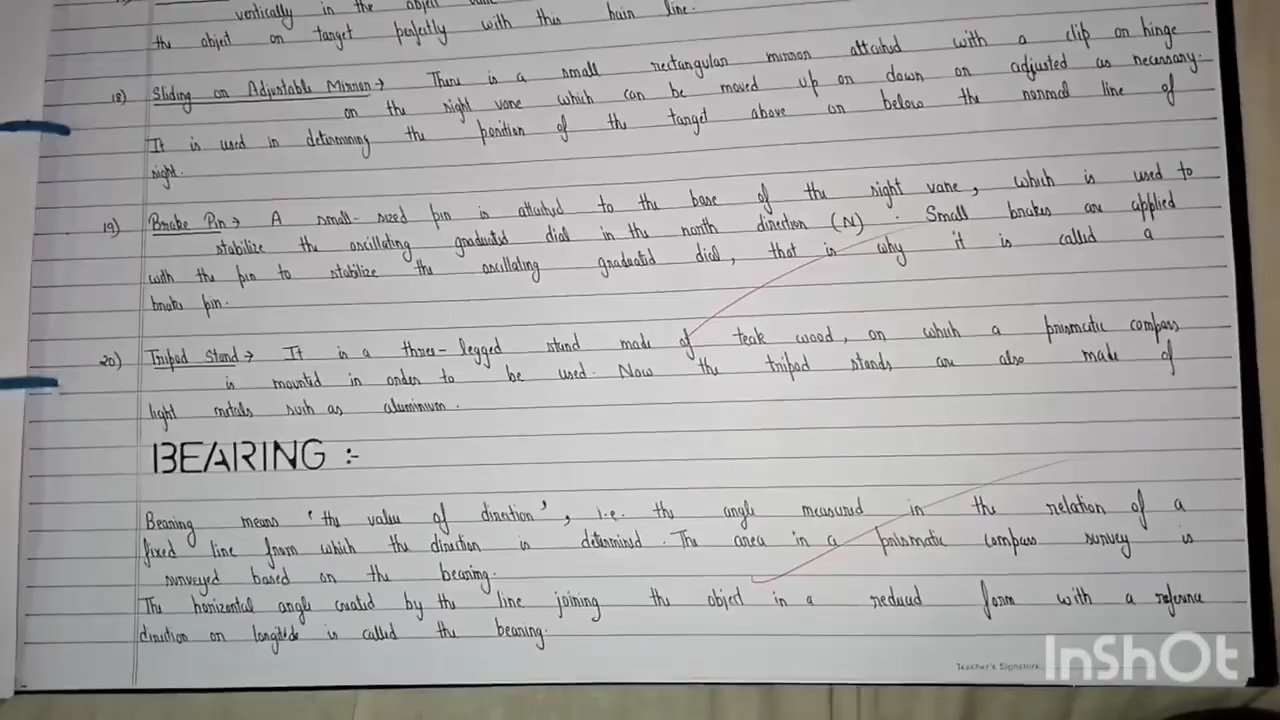 vertically in the object vane
the object on target perfectly with this hair line.
18) Sliding or Adjustable Mirror → There is a small rectangular mirror attached with a clip or hinge
on the sight vane which can be moved up or down or adjusted as necessary.
It is used in determining the position of the target above or below the normal line of
sight.
19) Brake Pin → A small-sized pin is attached to the base of the sight vane, which is used to
stabilize the oscillating graduated dial in the north direction (N). Small brakes are applied
with the pin to stabilize the oscillating graduated dial, that is why it is called a
brake pin.
20) Tripod Stand → It is a three-legged stand made of teak wood, on which a prismatic compass
is mounted in order to be used. Now the tripod stands are also made of
light metals such as aluminium.
BEARING :-
Bearing means 'the value of direction', i.e. the angle measured in the relation of a
fixed line from which the direction is determined. The area in a prismatic compass survey is
surveyed based on the bearing.
The horizontal angle created by the line joining the object in a reduced form with a reference
direction or longitude is called the bearing.
Teacher's Signature
InShOt